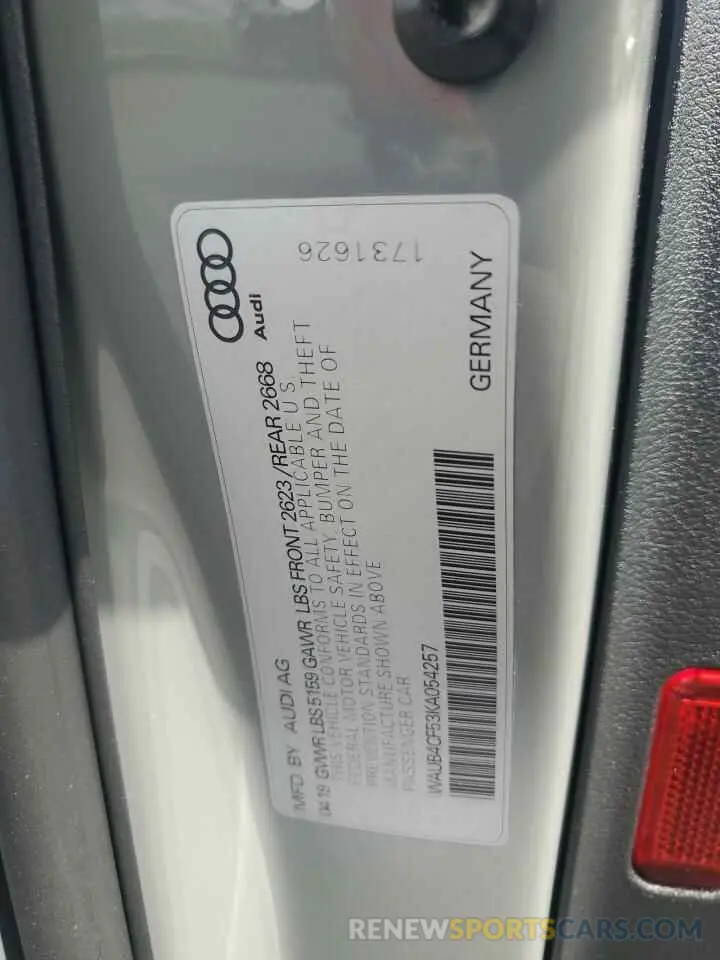 MFD BY AUDI AG
04.19 GVWR LBS 5159 GAWR LBS FRONT 2623 / REAR 2668
THIS VEHICLE CONFORMS TO ALL APPLICABLE U S
FEDERAL MOTOR VEHICLE SAFETY, BUMPER AND THEFT
PREVENTION STANDARDS IN EFFECT ON THE DATE OF
MANUFACTURE SHOWN ABOVE
PASSENGER CAR
WAUB4CF53KA054257
Audi
1731626
GERMANY
RENEWSPORTSCARS.COM